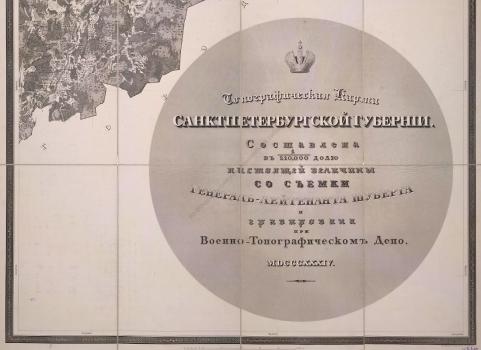 Топографическая Карта
САНКТПЕТЕРБУРГСКОЙ ГУБЕРНІИ.
Составлена
въ 210,000 долю
настоящей величины
СО СЪЕМКИ
ГЕНЕРАЛЪ-ЛЕЙТЕНАНТА ШУБЕРТА
и
гравирована
при
Военно-Топографическомъ Депо.
MDCCCXXXIV.